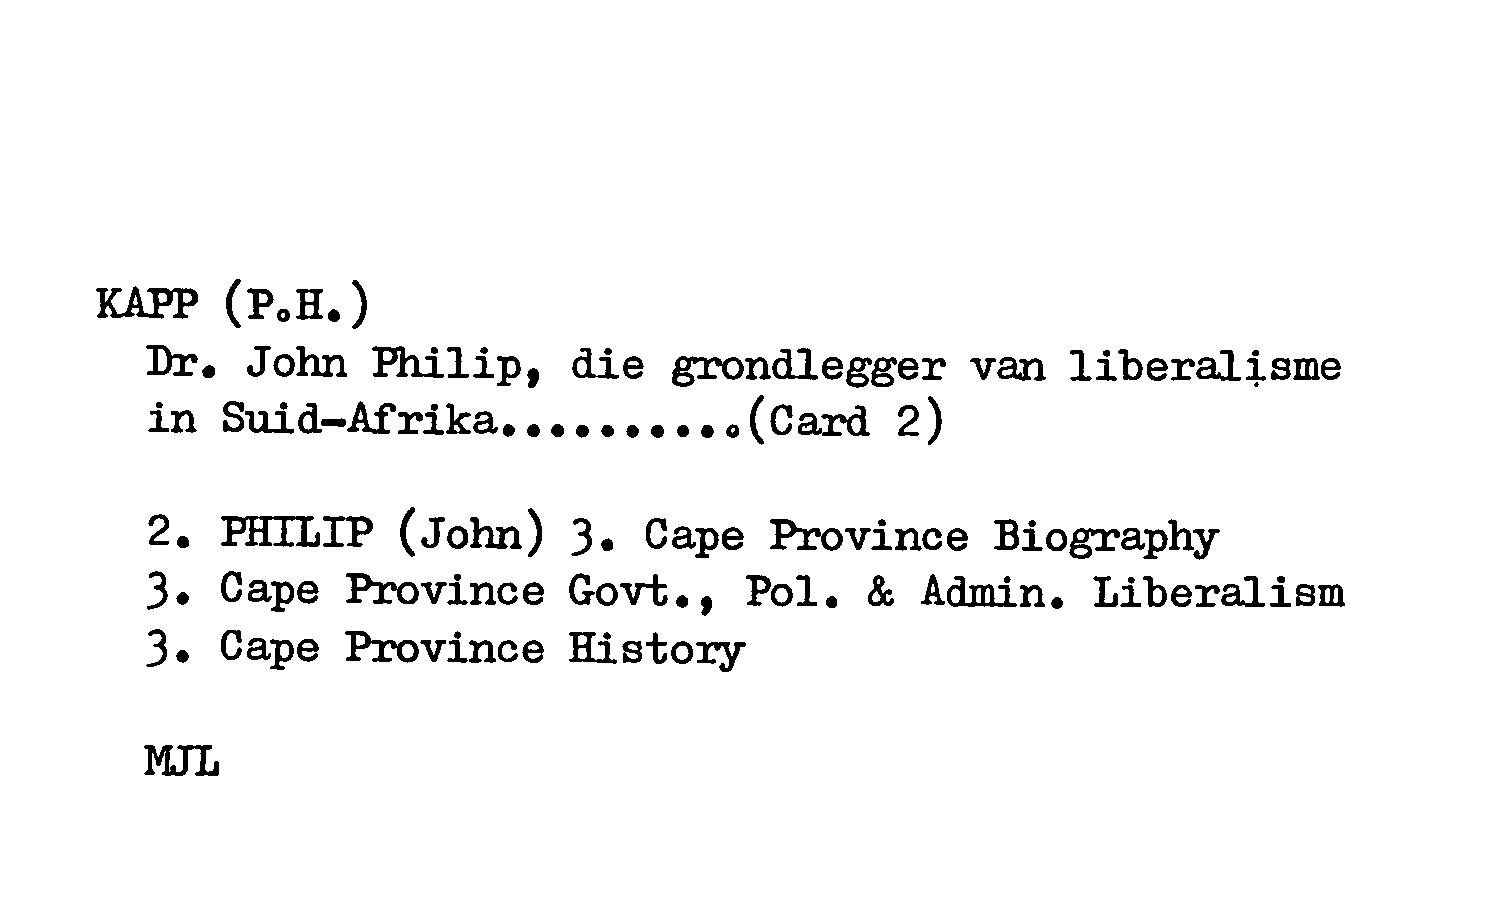 KAPP (P.H.)
Dr. John Philip, die grondlegger van liberalisme
in Suid-Afrika..........(Card 2)
2. PHILIP (John) 3. Cape Province Biography
3. Cape Province Govt., Pol. & Admin. Liberalism
3. Cape Province History
MJL